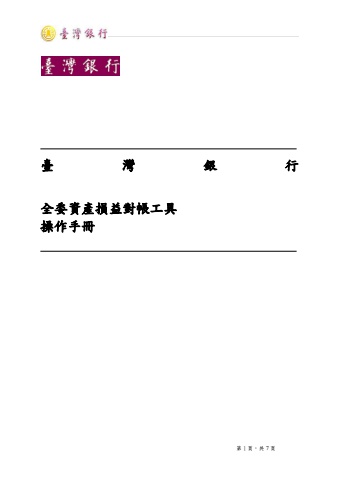 臺灣銀行
臺灣銀行
臺灣銀行
全委資產損益對帳工具
操作手冊
第 1 頁，共 7 頁